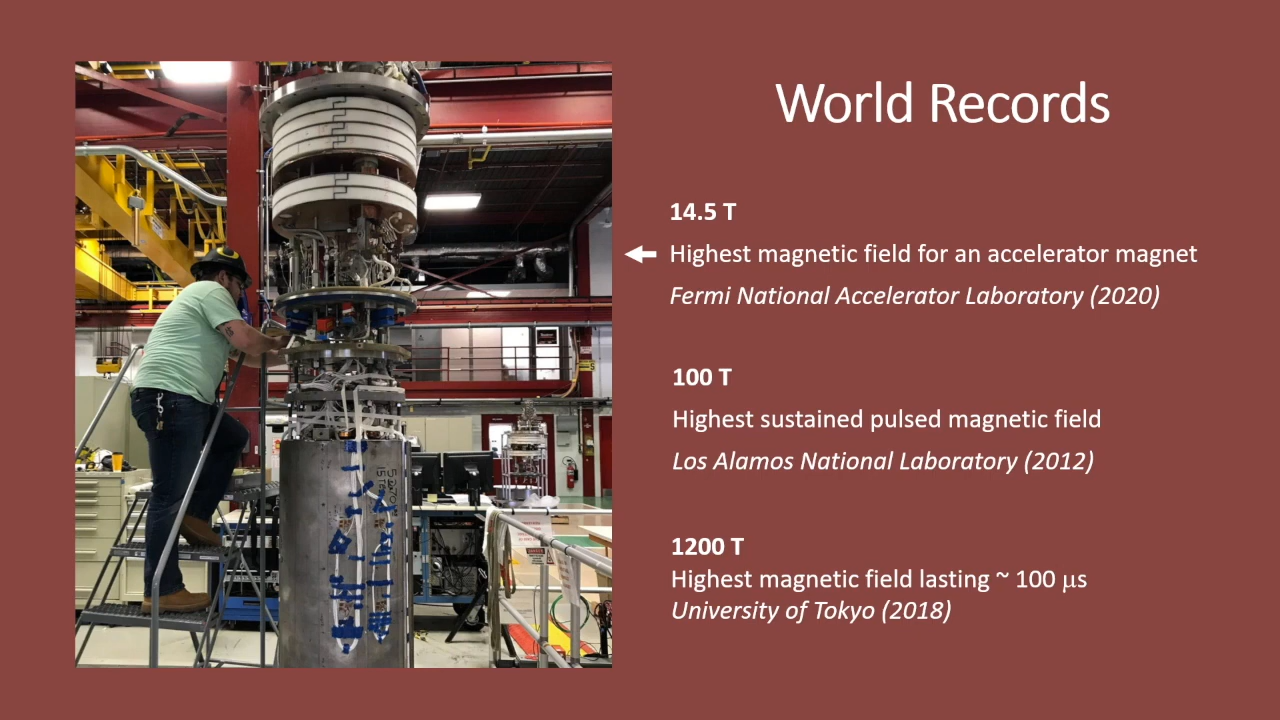 World Records
14.5 T
Highest magnetic field for an accelerator magnet
Fermi National Accelerator Laboratory (2020)
100 T
Highest sustained pulsed magnetic field
Los Alamos National Laboratory (2012)
1200 T
Highest magnetic field lasting ~ 100 μs
University of Tokyo (2018)